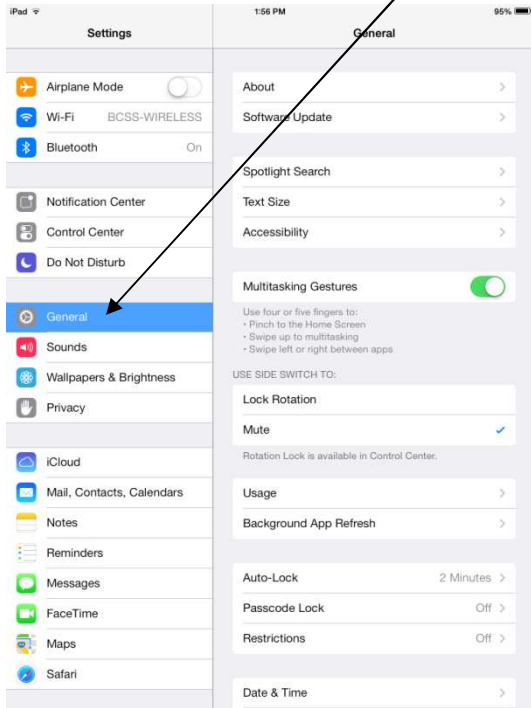 iPad
1:56 PM
95%
Settings
Airplane Mode
Wi-Fi BCSS-WIRELESS
Bluetooth On
Notification Center
Control Center
Do Not Disturb
General
Sounds
Wallpapers & Brightness
Privacy
iCloud
Mail, Contacts, Calendars
Notes
Reminders
Messages
FaceTime
Maps
Safari
General
About
Software Update
Spotlight Search
Text Size
Accessibility
Multitasking Gestures
Use four or five fingers to:
• Pinch to the Home Screen
• Swipe up to multitasking
• Swipe left or right between apps
USE SIDE SWITCH TO:
Lock Rotation
Mute
Rotation Lock is available in Control Center.
Usage
Background App Refresh
Auto-Lock 2 Minutes
Passcode Lock Off
Restrictions Off
Date & Time